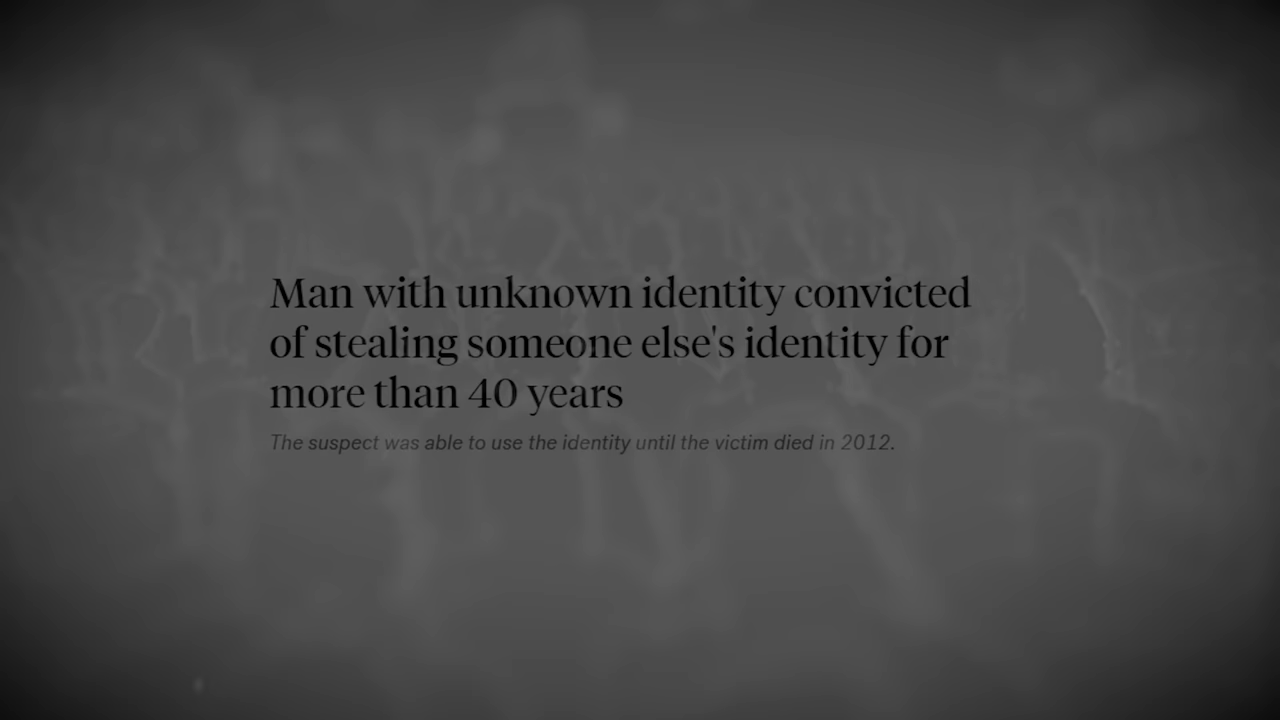 Man with unknown identity convicted
of stealing someone else's identity for
more than 40 years
The suspect was able to use the identity until the victim died in 2012.